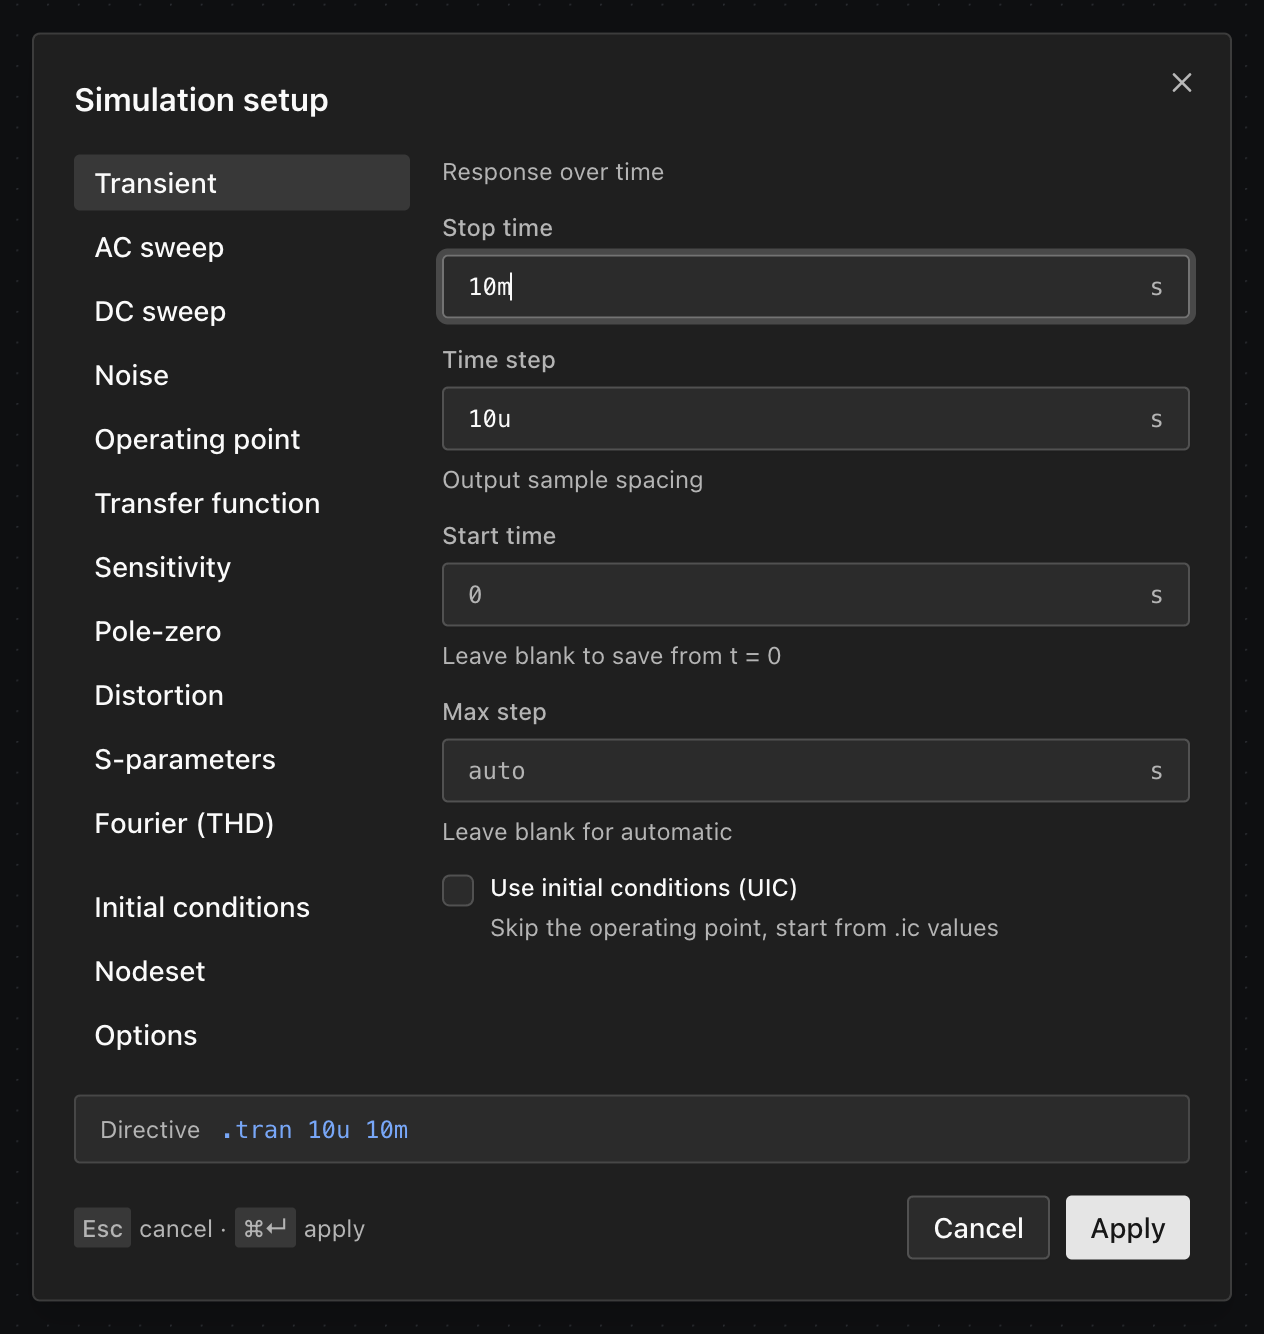 Simulation setup
Transient
AC sweep
DC sweep
Noise
Operating point
Transfer function
Sensitivity
Pole-zero
Distortion
S-parameters
Fourier (THD)
Initial conditions
Nodeset
Options
Response over time
Stop time
10m s
Time step
10u s
Output sample spacing
Start time
0 s
Leave blank to save from t = 0
Max step
auto s
Leave blank for automatic
Use initial conditions (UIC)
Skip the operating point, start from .ic values
Directive .tran 10u 10m
Esc cancel · ⌘↵ apply
Cancel
Apply